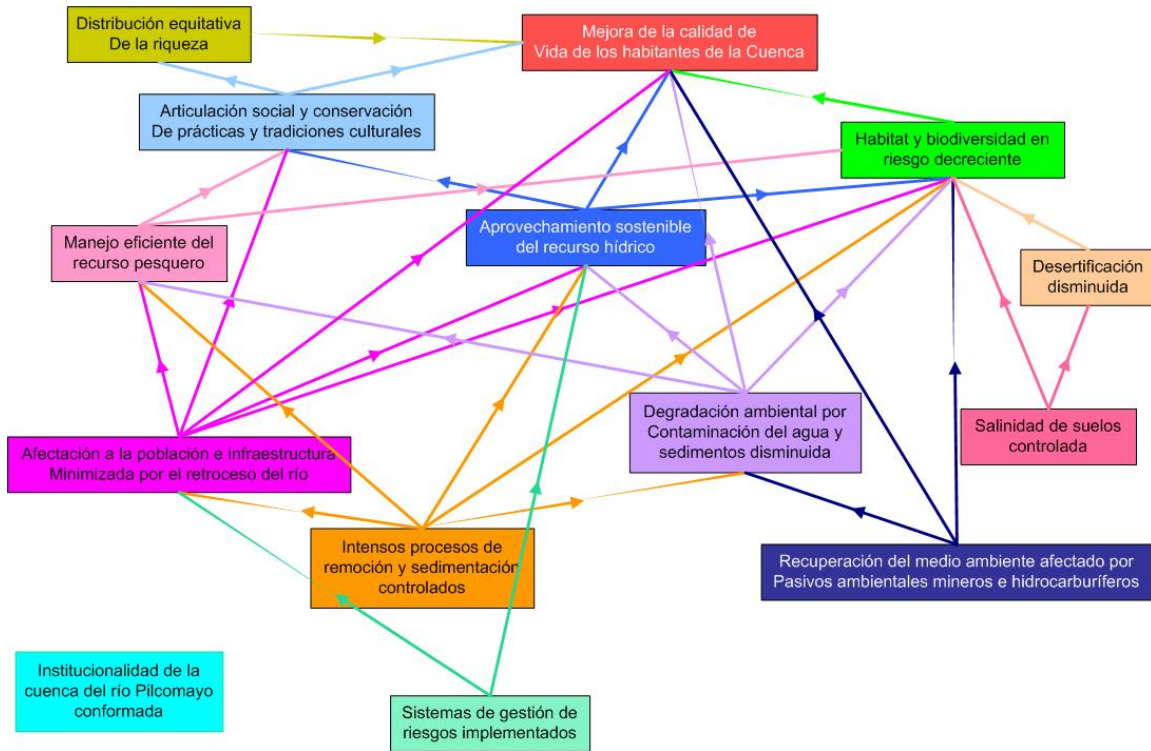 Distribución equitativa
De la riqueza
Mejora de la calidad de
Vida de los habitantes de la Cuenca
Articulación social y conservación
De prácticas y tradiciones culturales
Habitat y biodiversidad en
riesgo decreciente
Manejo eficiente del
recurso pesquero
Aprovechamiento sostenible
del recurso hídrico
Desertificación
disminuida
Afectación a la población e infraestructura
Minimizada por el retroceso del río
Degradación ambiental por
Contaminación del agua y
sedimentos disminuida
Salinidad de suelos
controlada
Intensos procesos de
remoción y sedimentación
controlados
Recuperación del medio ambiente afectado por
Pasivos ambientales mineros e hidrocarburíferos
Institucionalidad de la
cuenca del río Pilcomayo
conformada
Sistemas de gestión de
riesgos implementados